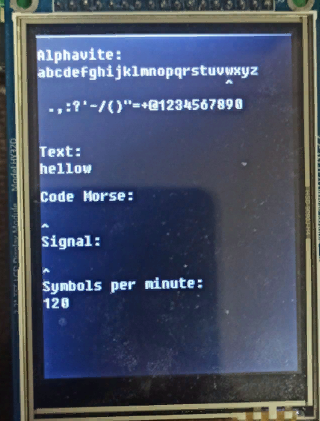 Alphavite:
abcdefghijklmnopqrstuvwxyz
^
.,:?'-/()"=+@1234567890
Text:
hellow
Code Morse:
^
Signal:
^
Symbols per minute:
120